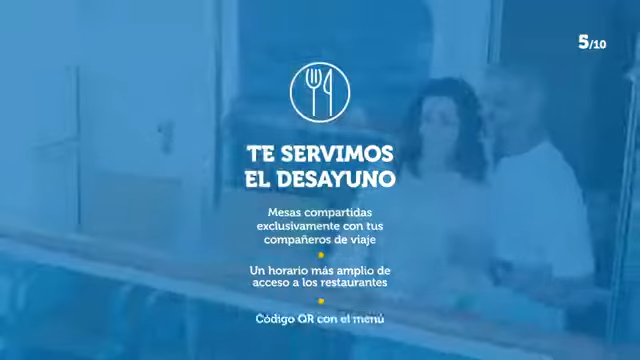 5/10
TE SERVIMOS
EL DESAYUNO
Mesas compartidas
exclusivamente con tus
compañeros de viaje
Un horario más amplio de
acceso a los restaurantes
Código QR con el menú